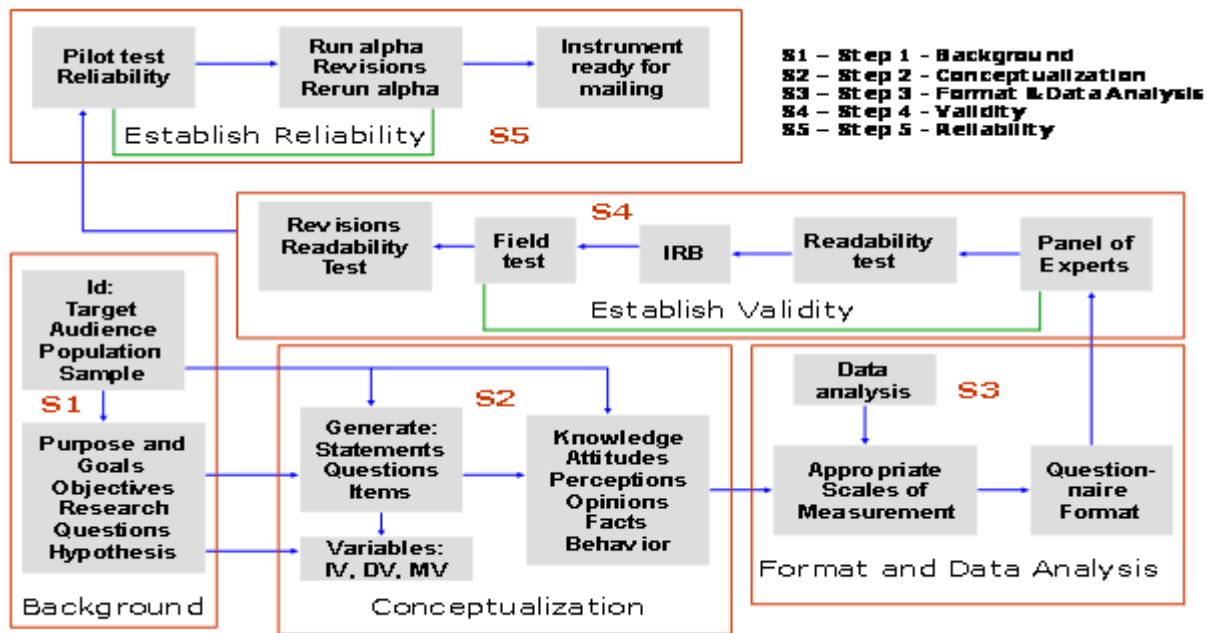 Pilot test
Reliability
Run alpha
Revisions
Rerun alpha
Instrument
ready for
mailing
Establish Reliability
S5
S1 – Step 1 - Background
S2 – Step 2 - Conceptualization
S3 – Step 3 - Format & Data Analysis
S4 – Step 4 - Validity
S5 – Step 5 - Reliability
Revisions
Readability
Test
S4
Field
test
IRB
Readability
test
Panel of
Experts
Establish Validity
Id:
Target
Audience
Population
Sample
S1
Purpose and
Goals
Objectives
Research
Questions
Hypothesis
Background
S2
Generate:
Statements
Questions
Items
Variables:
IV, DV, MV
Knowledge
Attitudes
Perceptions
Opinions
Facts
Behavior
Conceptualization
Data
analysis
S3
Appropriate
Scales of
Measurement
Question-
naire
Format
Format and Data Analysis